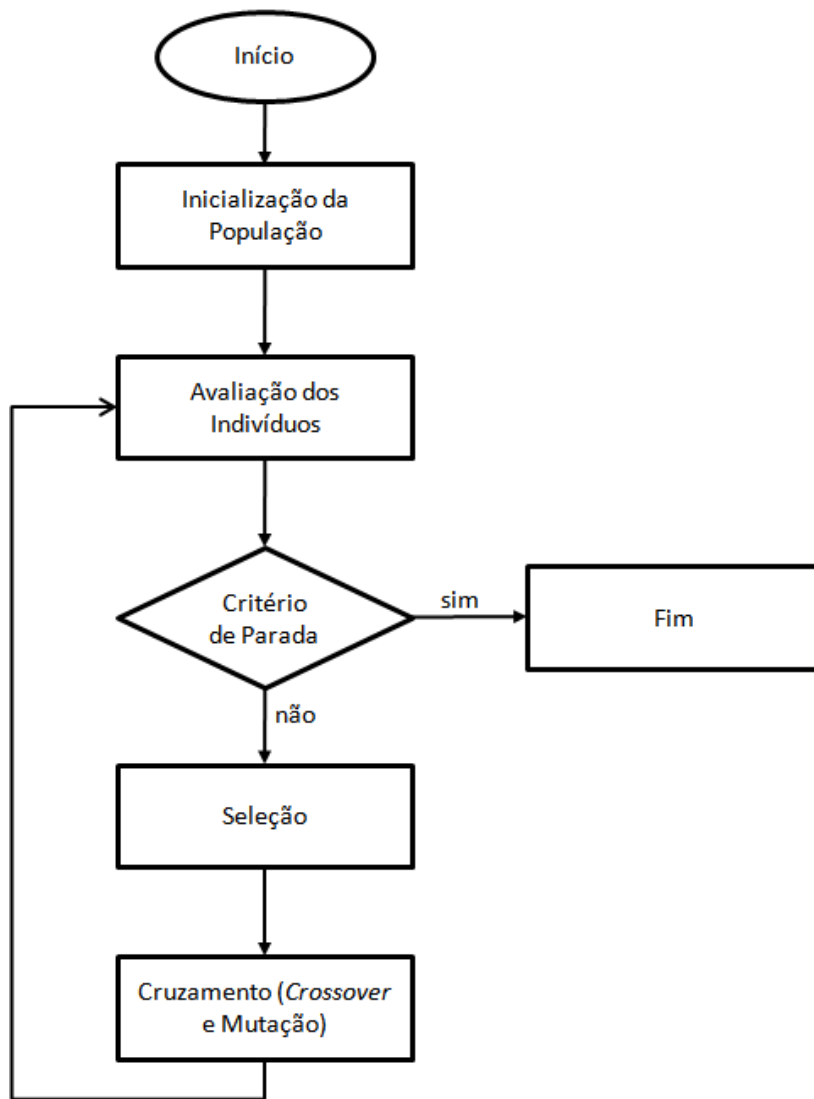 Início
Inicialização da
População
Avaliação dos
Indivíduos
Critério
de Parada
sim
Fim
não
Seleção
Cruzamento (Crossover
e Mutação)